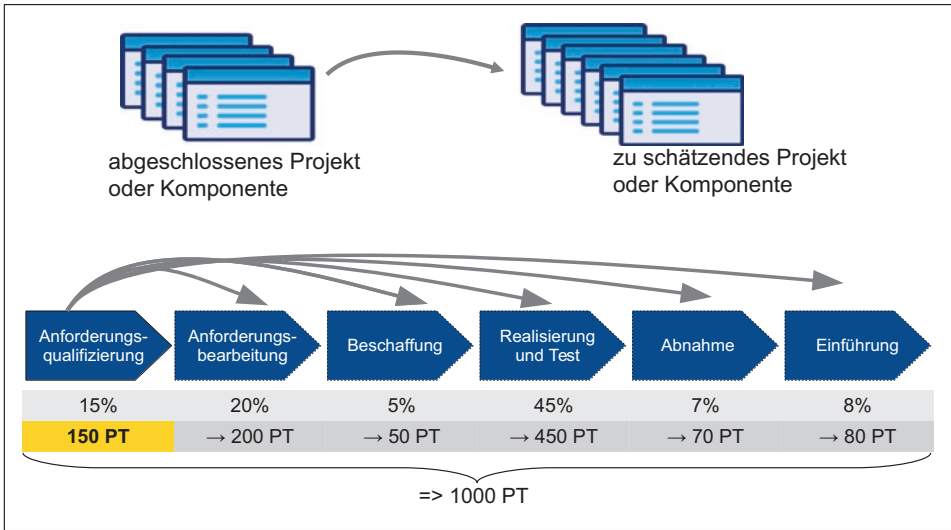 abgeschlossenes Projekt
oder Komponente
zu schätzendes Projekt
oder Komponente
Anforderungs-
qualifizierung
Anforderungs-
bearbeitung
Beschaffung
Realisierung
und Test
Abnahme
Einführung
15% 20% 5% 45% 7% 8%
150 PT → 200 PT → 50 PT → 450 PT → 70 PT → 80 PT
=> 1000 PT